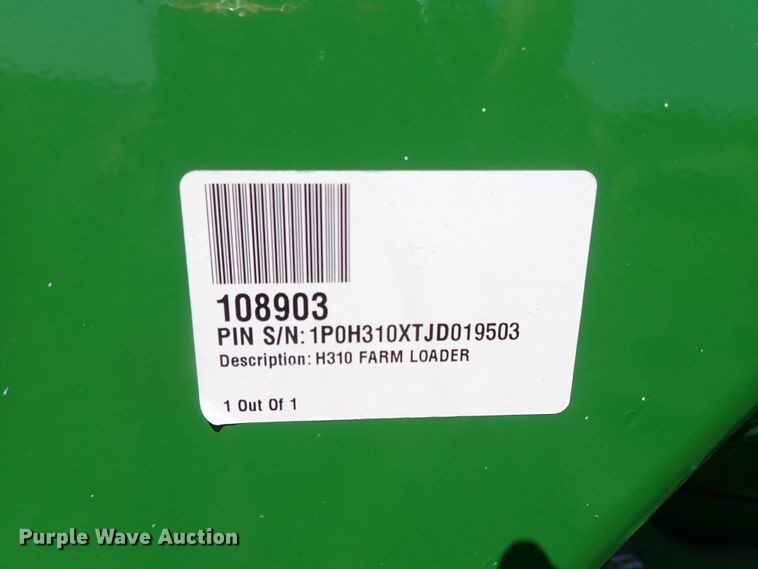 108903
PIN S/N: 1P0H310XTJD019503
Description: H310 FARM LOADER
1 Out Of 1
Purple Wave Auction